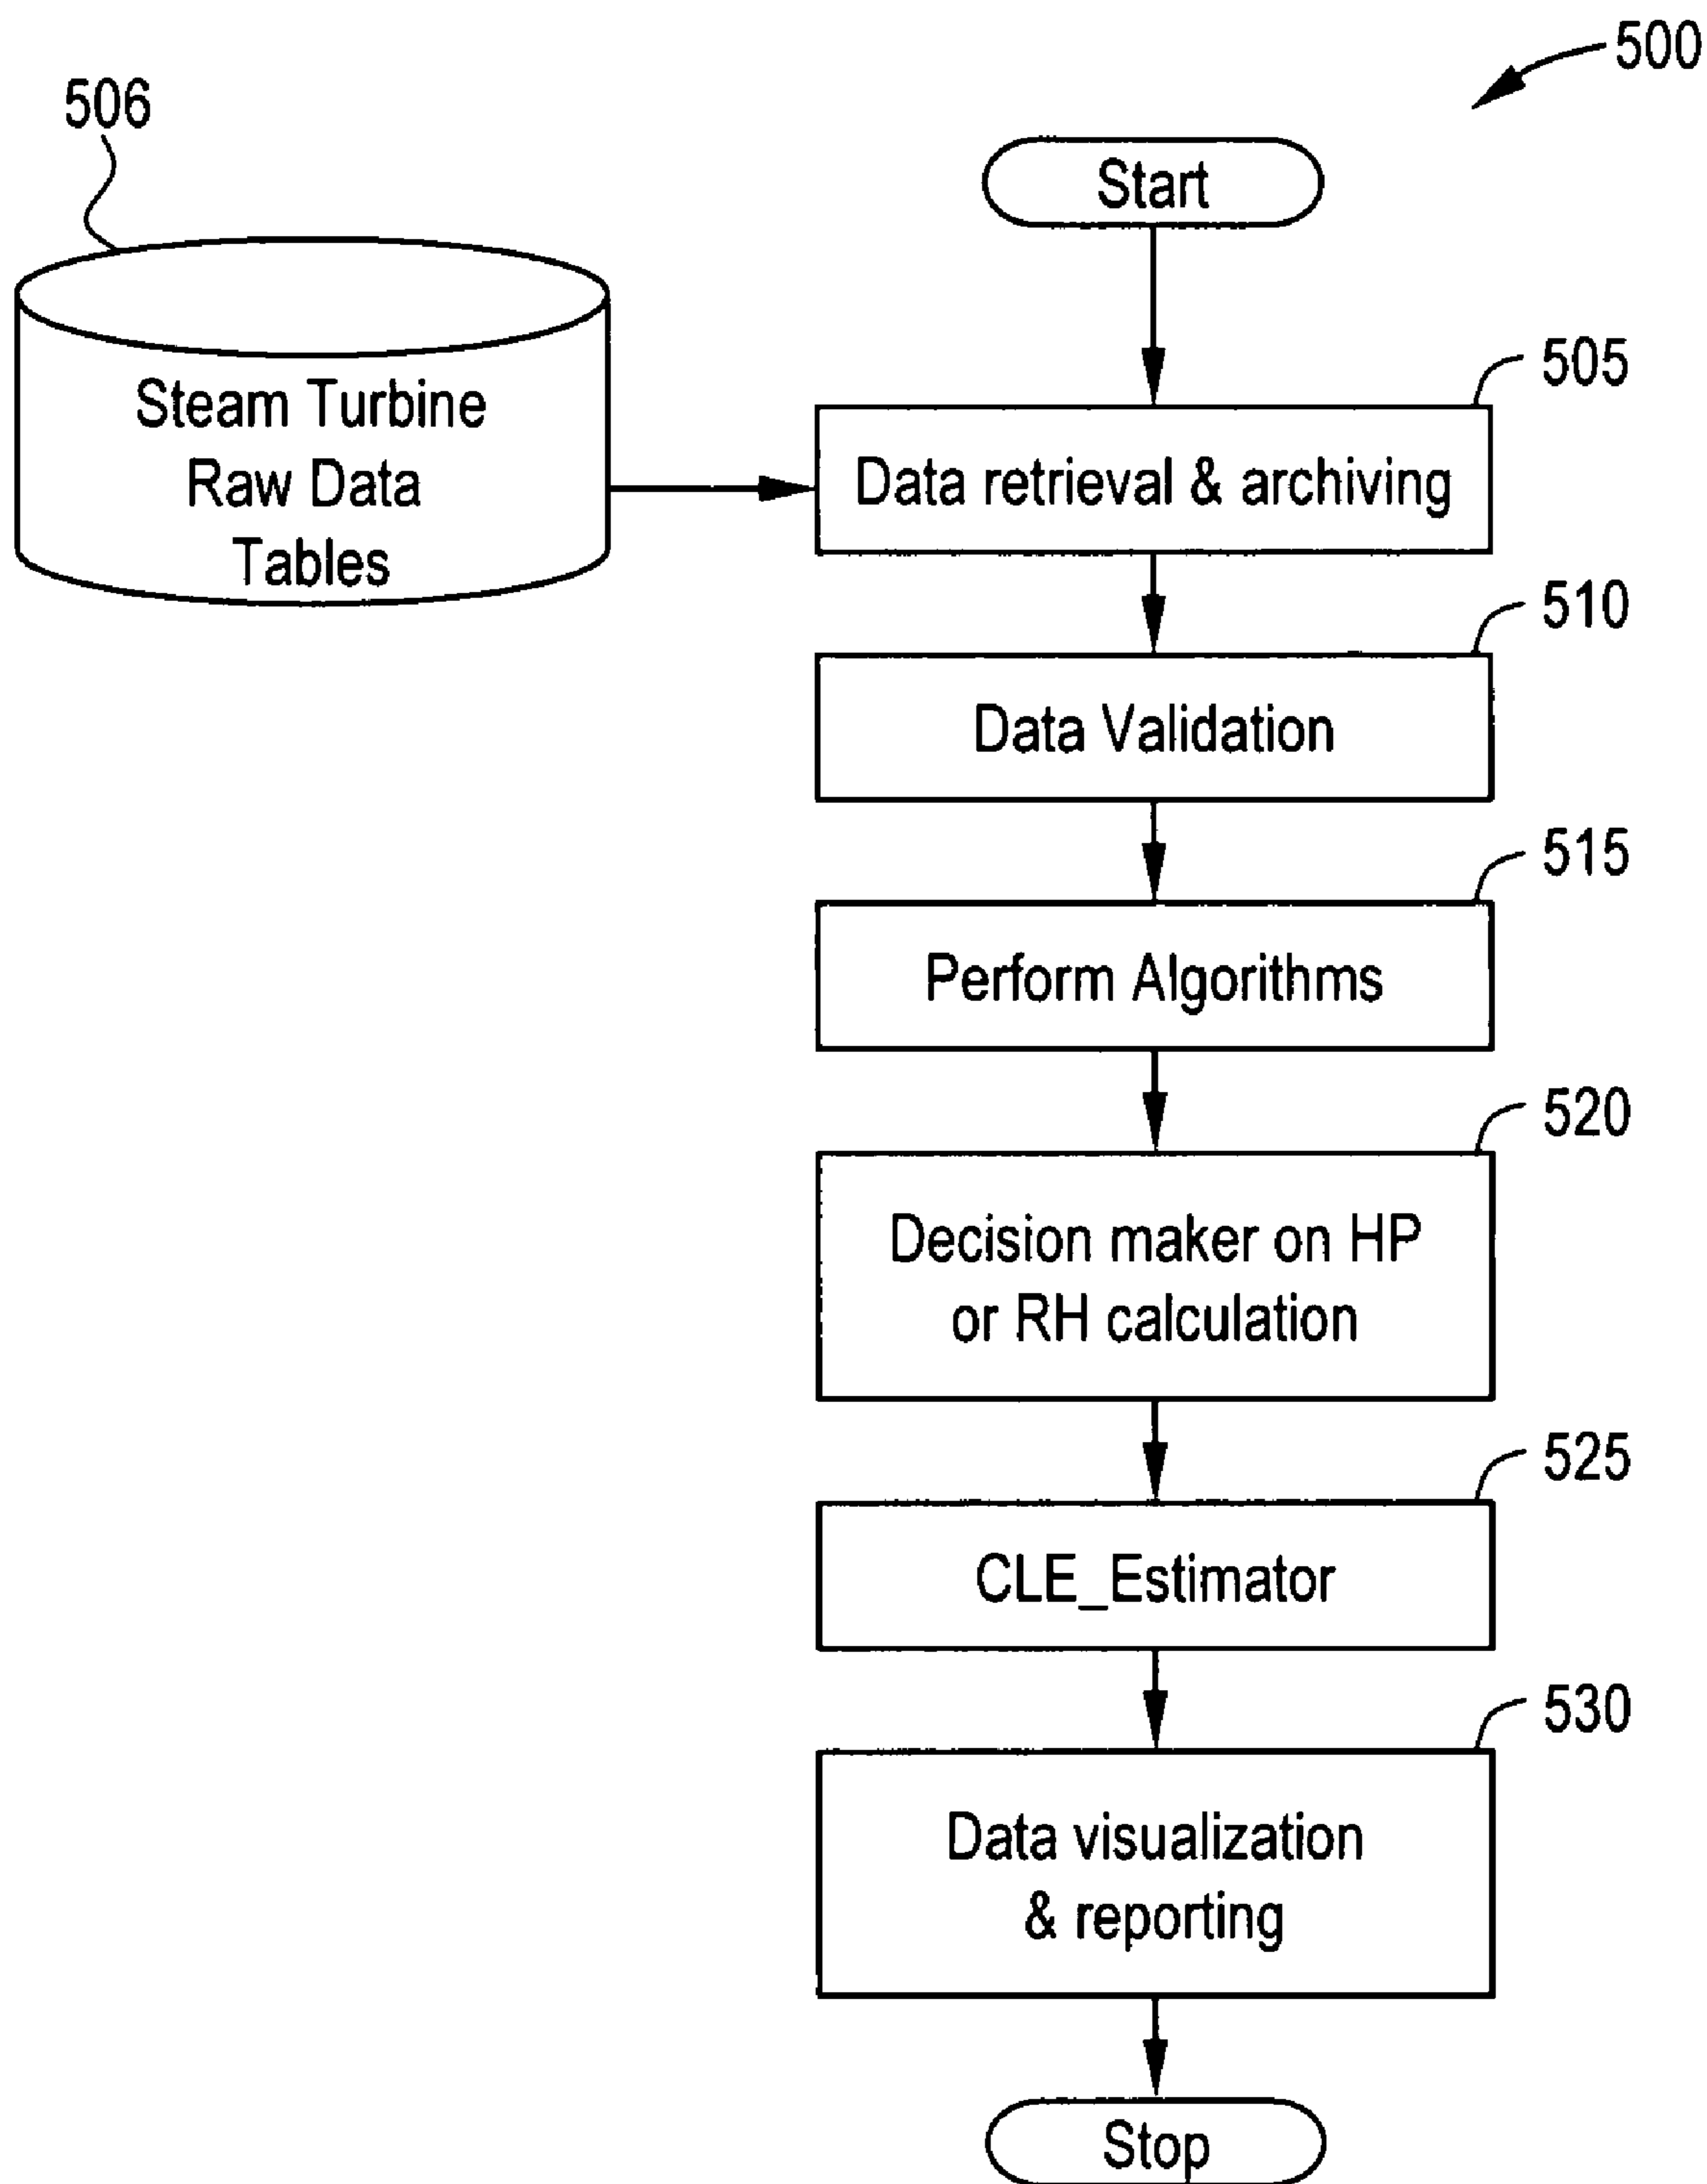 500
506
Start
Steam Turbine
Raw Data
Tables
505
Data retrieval & archiving
510
Data Validation
515
Perform Algorithms
520
Decision maker on HP
or RH calculation
525
CLE_Estimator
530
Data visualization
& reporting
Stop